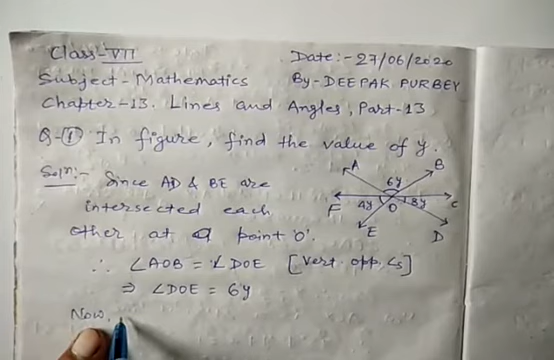 Class-VII
Date:-27/06/2020
Subject-Mathematics
By-DEEPAK PURBEY
Chapter-13. Lines and Angles, Part-13
Q-① In figure, find the value of y.
Solⁿ:- Since AD & BE are
intersected each
other at a point 'O'.
∴ ∠AOB = ∠DOE [Vert. opp. ∠s]
⇒ ∠DOE = 6y
Now,
A
B
6y
F
4y
O
8y
C
E
D